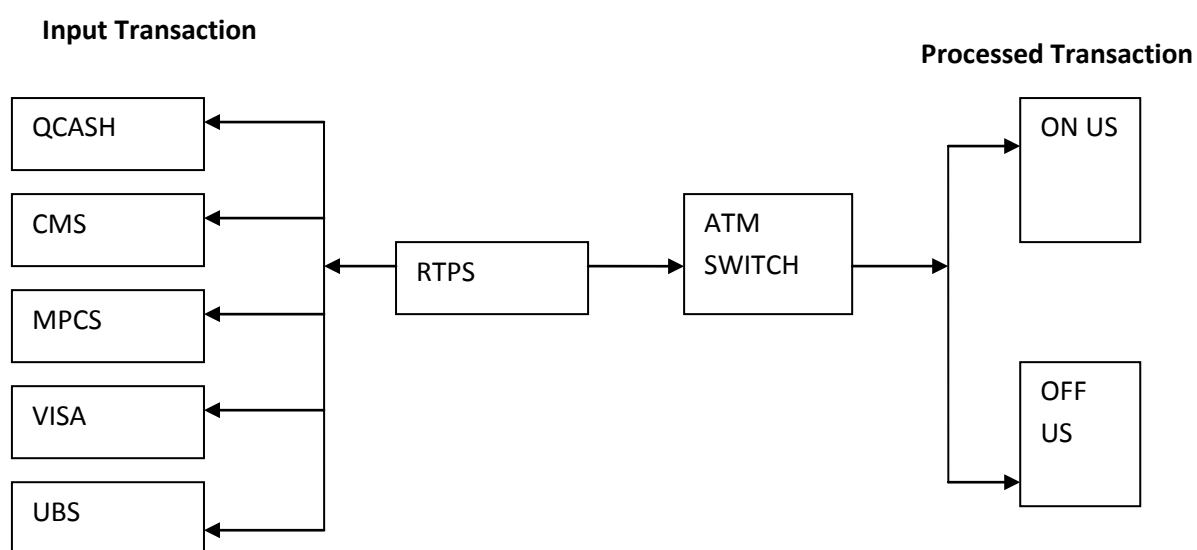 Input Transaction
Processed Transaction
QCASH
ON US
CMS
ATM
SWITCH
RTPS
MPCS
VISA
OFF
US
UBS